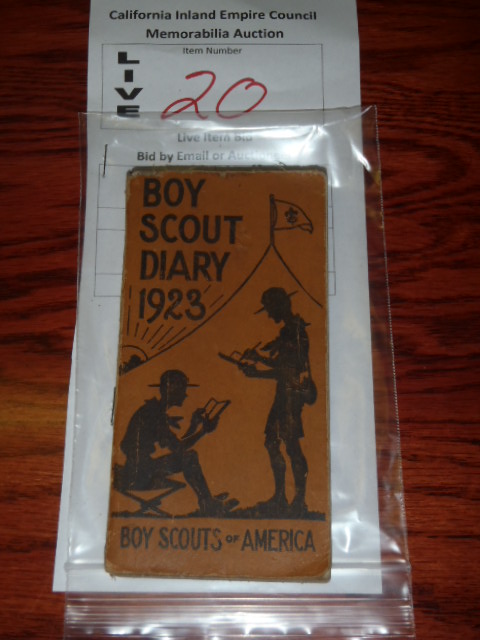 California Inland Empire Council
Memorabilia Auction
Item Number
LIVE
20
Live Item Bid
Bid by Email or
BOY
SCOUT
DIARY
1923
BOY SCOUTS OF AMERICA